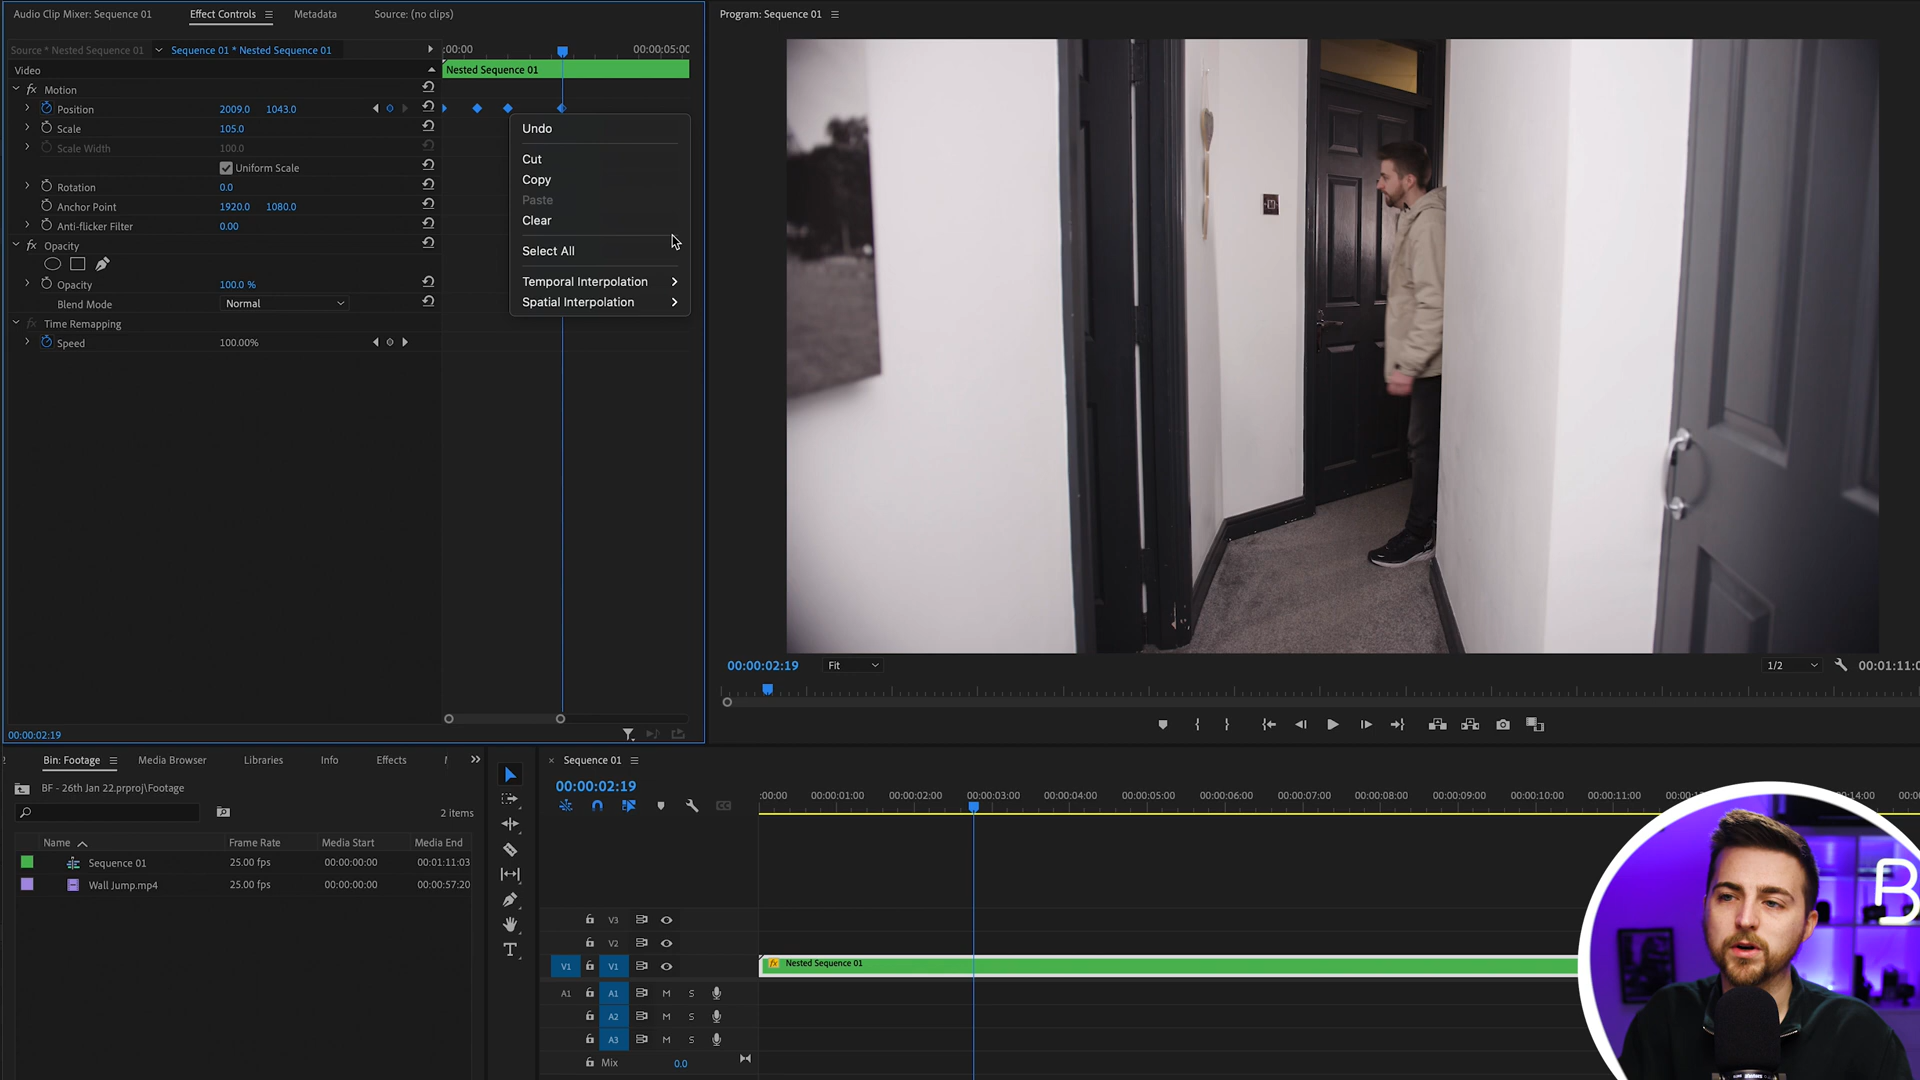 Audio Clip Mixer: Sequence 01
Effect Controls
Metadata
Source: (no clips)
Source * Nested Sequence 01
Sequence 01 * Nested Sequence 01
:00:00
00:00:05:00
Video
Nested Sequence 01
fx Motion
Position 2009.0 1043.0
Scale 105.0
Scale Width 100.0
Uniform Scale
Rotation 0.0
Anchor Point 1920.0 1080.0
Anti-flicker Filter 0.00
fx Opacity
Opacity 100.0 %
Blend Mode Normal
fx Time Remapping
Speed 100.00%
Undo
Cut
Copy
Paste
Clear
Select All
Temporal Interpolation
Spatial Interpolation
00:00:02:19
Program: Sequence 01
00:00:02:19
Fit
1/2
00:01:11:0
Bin: Footage
Media Browser
Libraries
Info
Effects
BF - 26th Jan 22.prproj\Footage
2 items
Name Frame Rate Media Start Media End
Sequence 01 25.00 fps 00:00:00:00 00:01:11:03
Wall Jump.mp4 25.00 fps 00:00:00:00 00:00:57:20
T
Sequence 01
00:00:02:19
:00:00 00:00:01:00 00:00:02:00 00:00:03:00 00:00:04:00 00:00:05:00 00:00:06:00 00:00:07:00 00:00:08:00 00:00:09:00 00:00:10:00 00:00:11:00
V3
V2
V1 V1
fx Nested Sequence 01
A1 A1 M S
A2 M S
A3 M S
Mix 0.0
B